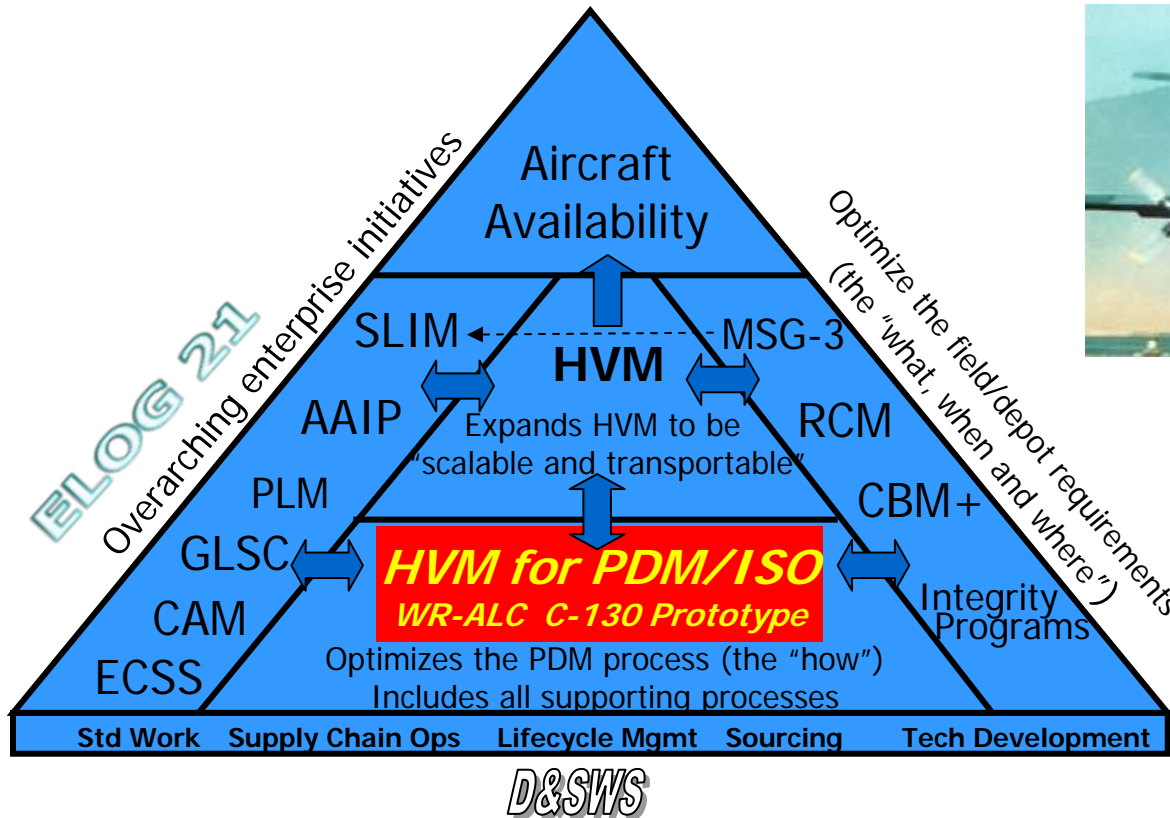 Aircraft
Availability
ELOG 21
Overarching enterprise initiatives
Optimize the field/depot requirements
(the “what, when and where”)
SLIM
MSG-3
HVM
AAIP
RCM
Expands HVM to be
“scalable and transportable”
PLM
CBM+
GLSC
HVM for PDM/ISO
WR-ALC C-130 Prototype
Integrity
Programs
CAM
ECSS
Optimizes the PDM process (the “how”)
Includes all supporting processes
Std Work Supply Chain Ops Lifecycle Mgmt Sourcing Tech Development
D&SWS